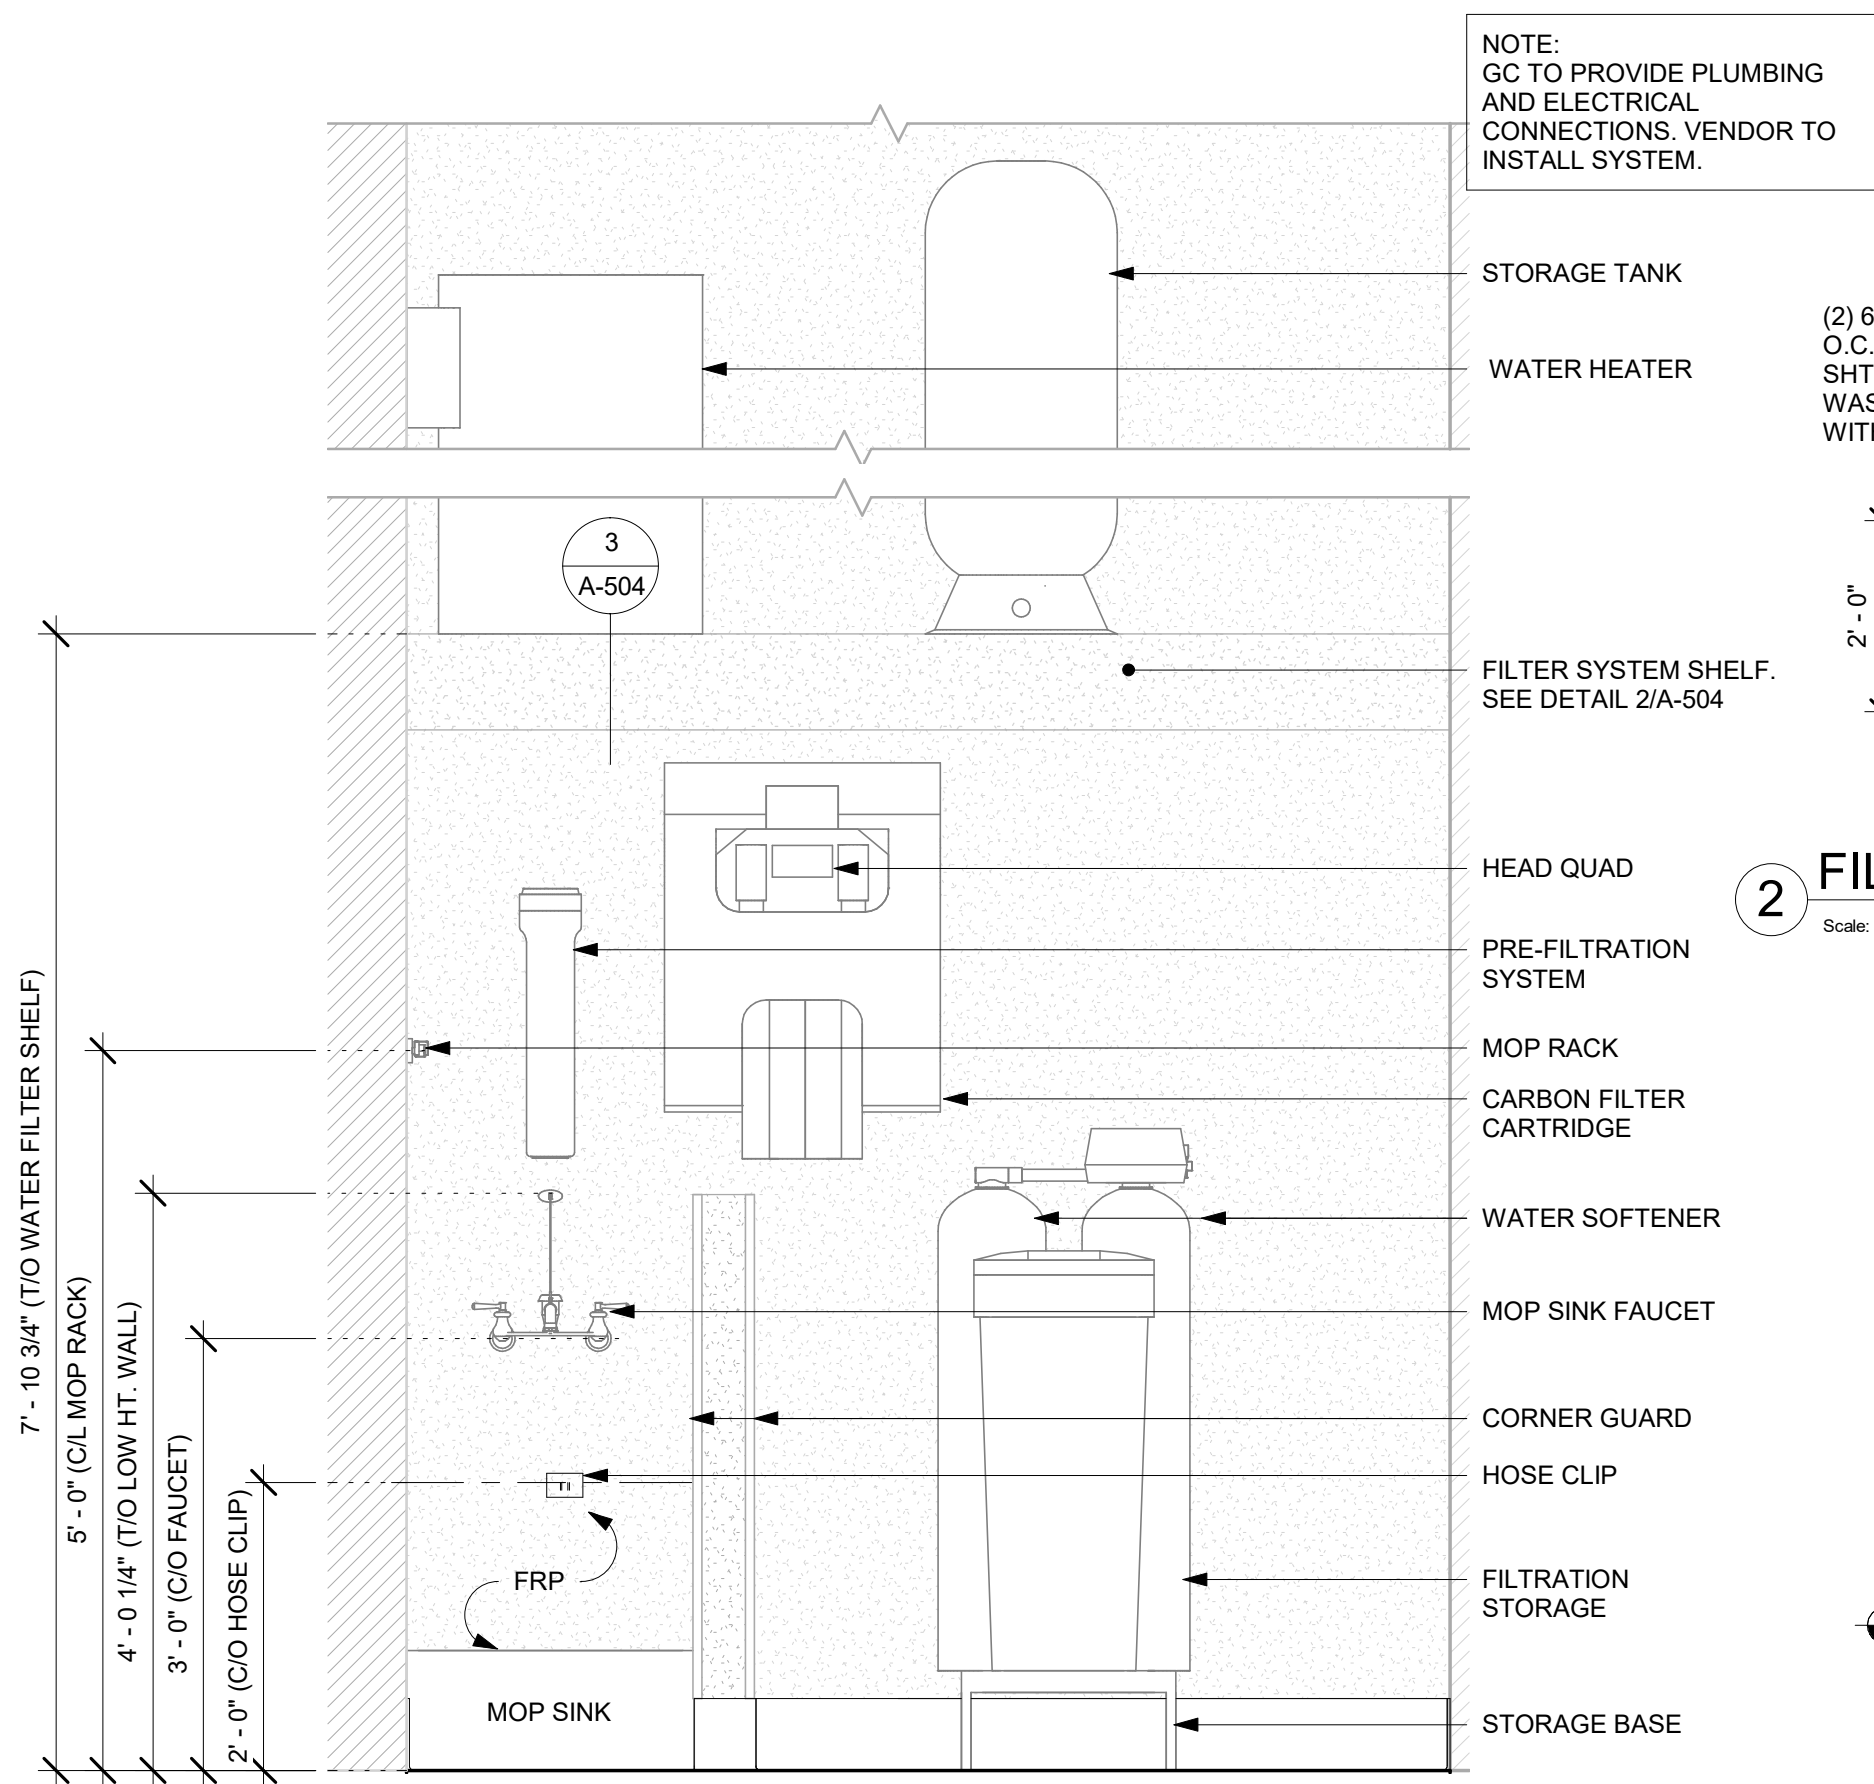 NOTE:
GC TO PROVIDE PLUMBING
AND ELECTRICAL
CONNECTIONS. VENDOR TO
INSTALL SYSTEM.
STORAGE TANK
WATER HEATER
(2) 6
O.C.
SHT
WITH
3
A-504
2' - 0"
FILTER SYSTEM SHELF.
SEE DETAIL 2/A-504
HEAD QUAD
2
Scale:
PRE-FILTRATION
SYSTEM
MOP RACK
CARBON FILTER
CARTRIDGE
WATER SOFTENER
MOP SINK FAUCET
CORNER GUARD
HOSE CLIP
FILTRATION
STORAGE
STORAGE BASE
FRP
MOP SINK
7' - 10 3/4" (T/O WATER FILTER SHELF)
5' - 0" (C/L MOP RACK)
4' - 0 1/4" (T/O LOW HT. WALL)
3' - 0" (C/O FAUCET)
2' - 0" (C/O HOSE CLIP)